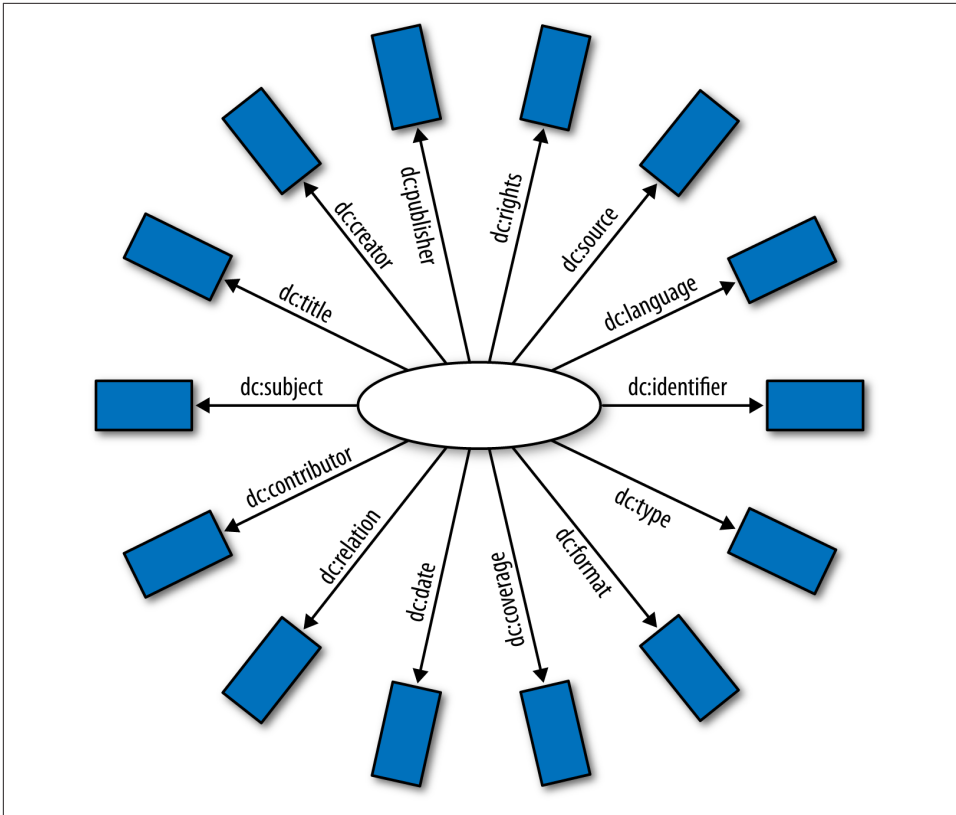 dc:publisher
dc:rights
dc:creator
dc:source
dc:title
dc:language
dc:subject
dc:identifier
dc:contributor
dc:type
dc:relation
dc:format
dc:date
dc:coverage